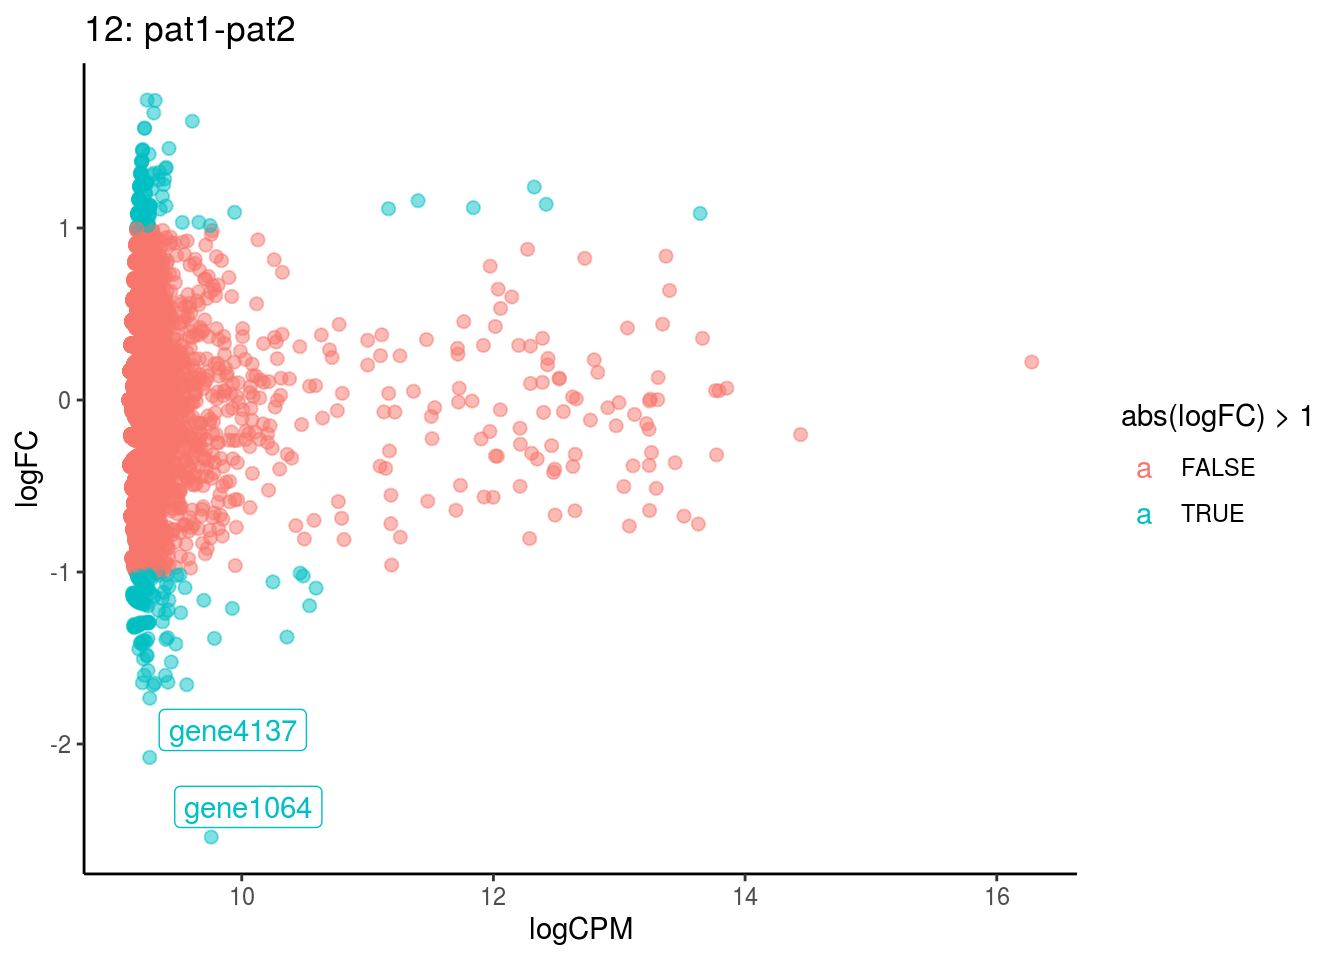 12: pat1-pat2
logFC
1
0
-1
-2
gene4137
gene1064
10
12
14
16
logCPM
abs(logFC) > 1
a FALSE
a TRUE